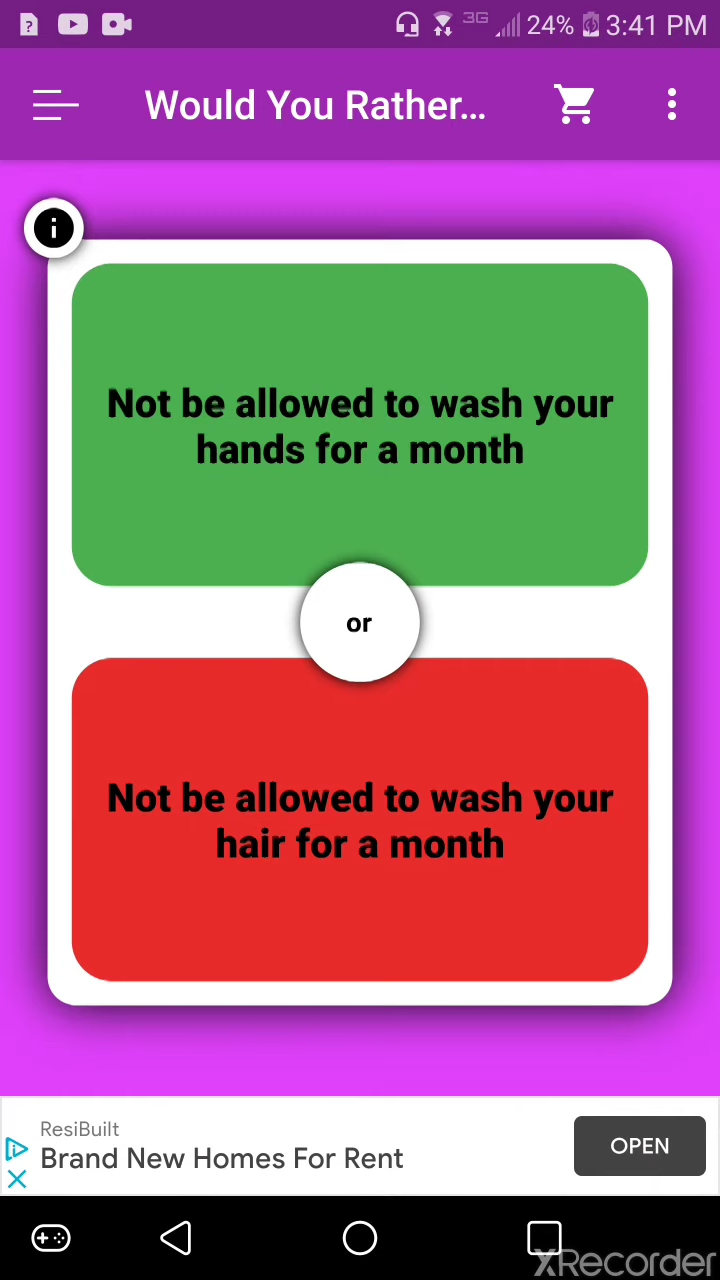 3G 24% 3:41 PM
Would You Rather...
Not be allowed to wash your
hands for a month
or
Not be allowed to wash your
hair for a month
ResiBuilt
Brand New Homes For Rent
OPEN
XRecorder